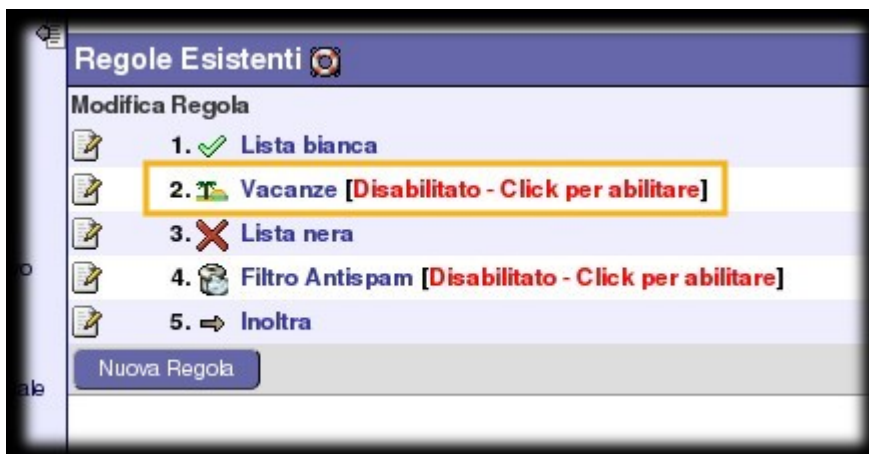 Regole Esistenti
Modifica Regola
1. Lista bianca
2. Vacanze [Disabilitato - Click per abilitare]
3. Lista nera
4. Filtro Antispam [Disabilitato - Click per abilitare]
5. Inoltra
Nuova Regola